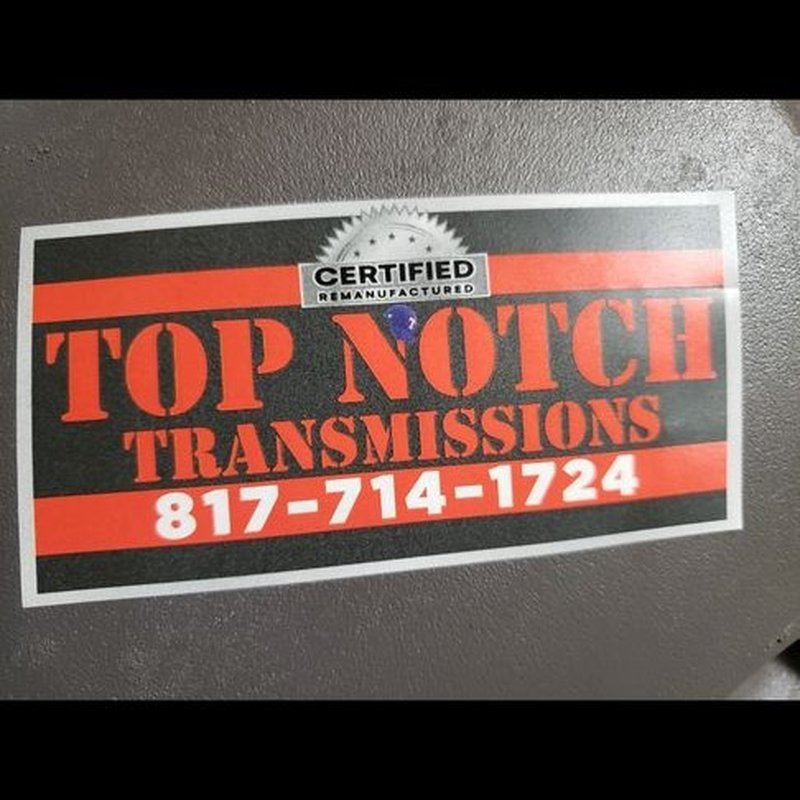 CERTIFIED
REMANUFACTURED
TOP NOTCH
TRANSMISSIONS
817-714-1724